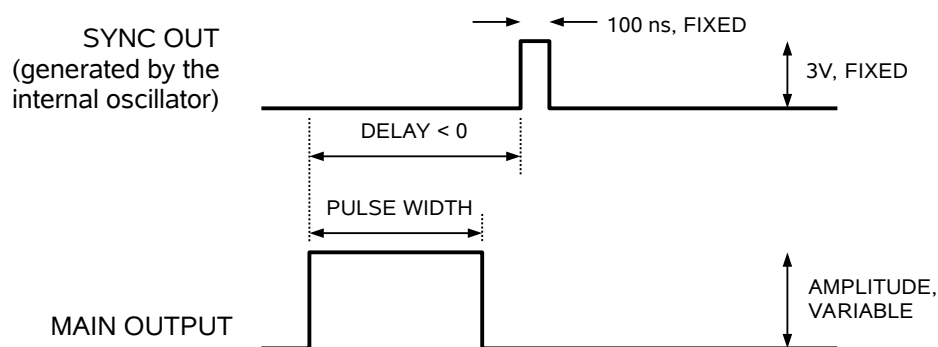 SYNC OUT
(generated by the
internal oscillator)
100 ns, FIXED
3V, FIXED
DELAY < 0
PULSE WIDTH
MAIN OUTPUT
AMPLITUDE,
VARIABLE